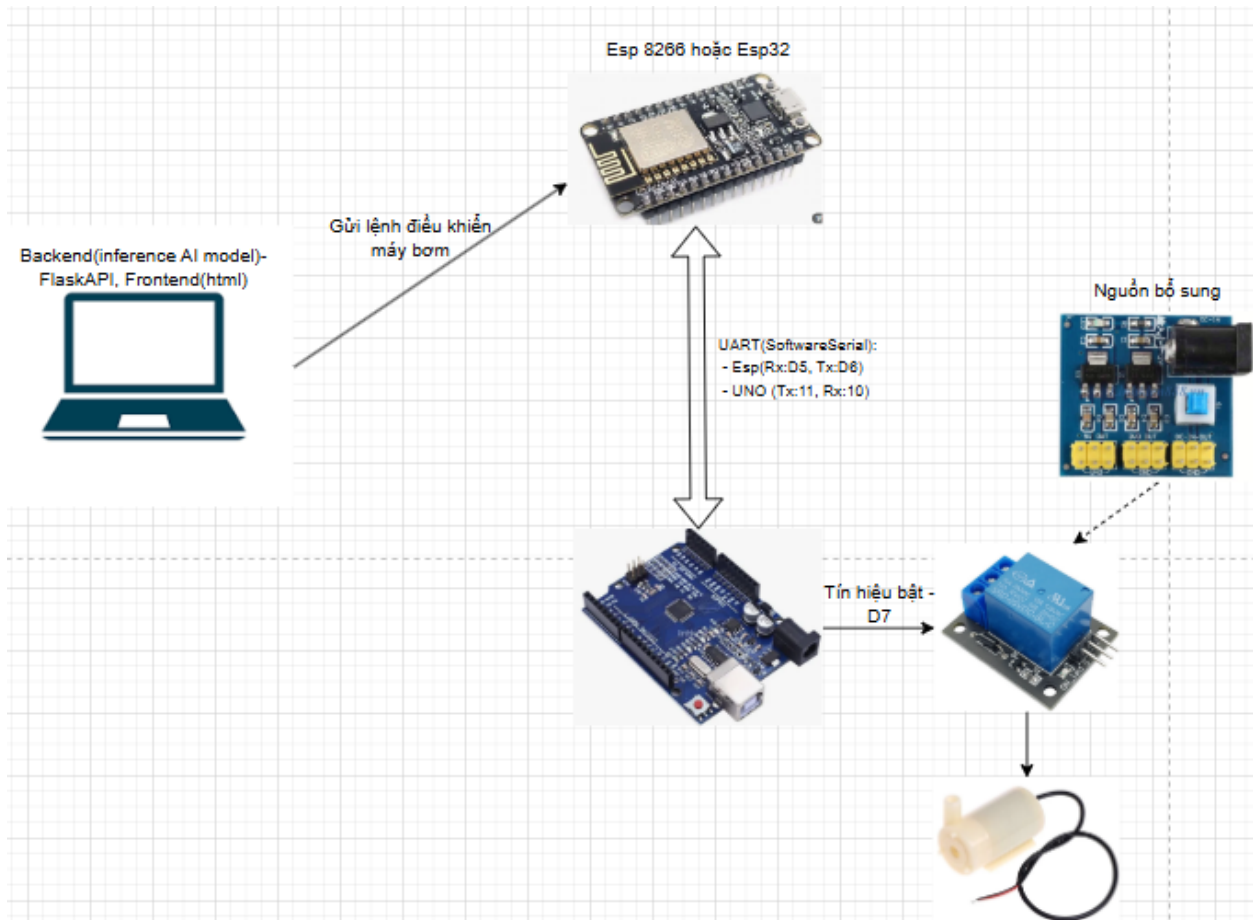 Esp 8266 hoặc Esp32
Gửi lệnh điều khiển
máy bơm
Backend(inference AI model)-
FlaskAPI, Frontend(html)
Nguồn bổ sung
UART(SoftwareSerial):
- Esp(Rx:D5, Tx:D6)
- UNO (Tx:11, Rx:10)
Tín hiệu bật -
D7